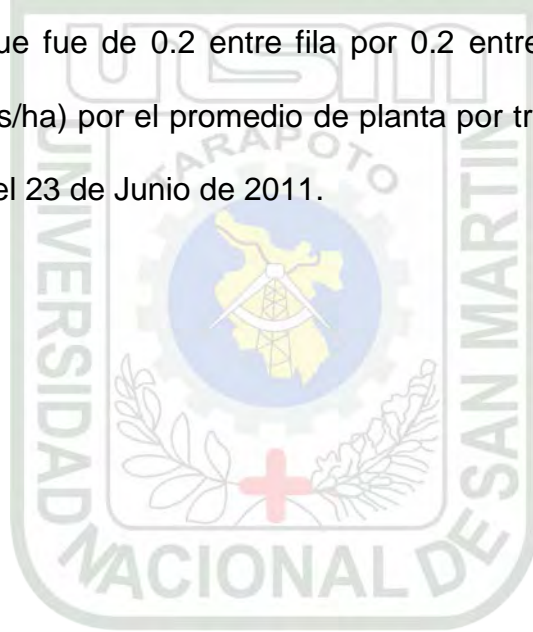 ue fue de 0.2 entre fila por 0.2 entre
s/ha) por el promedio de planta por tr
el 23 de Junio de 2011.
unsm
TARAPOTO
UNIVERSIDAD
NACIONAL DE
SAN MARTIN